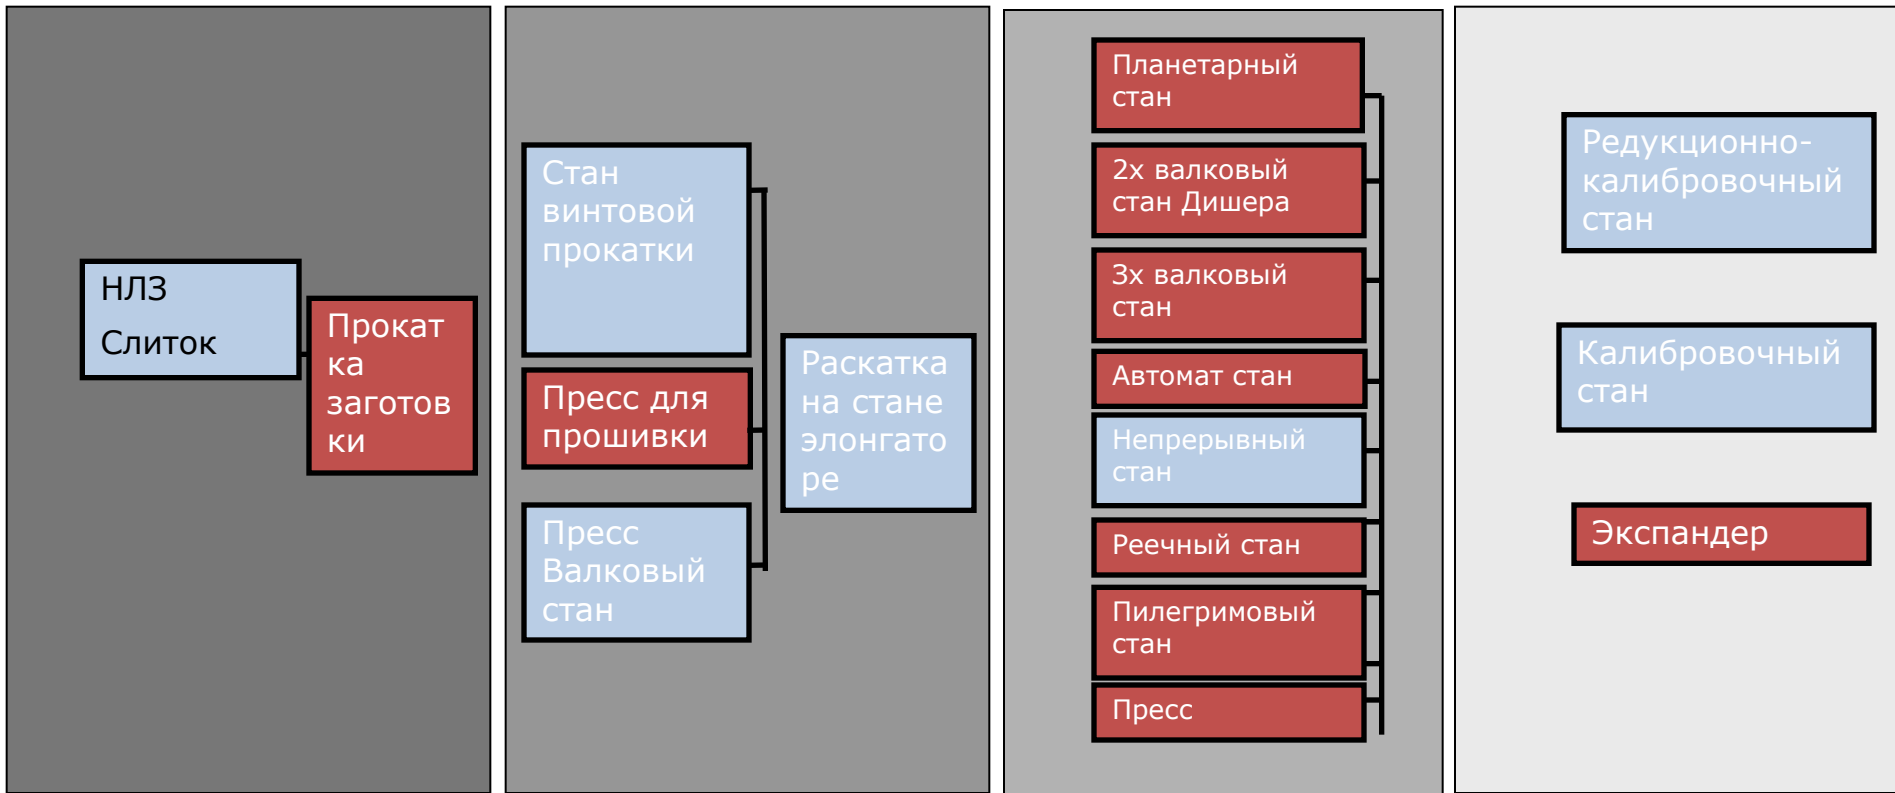 НЛЗ
Слиток
Прокат
ка
заготов
ки
Стан
винтовой
прокатки
Пресс для
прошивки
Пресс
Валковый
стан
Раскатка
на стане
элонгато
ре
Планетарный
стан
2х валковый
стан Дишера
3х валковый
стан
Автомат стан
Непрерывный
стан
Реечный стан
Пилегримовый
стан
Пресс
Редукционно-
калибровочный
стан
Калибровочный
стан
Экспандер